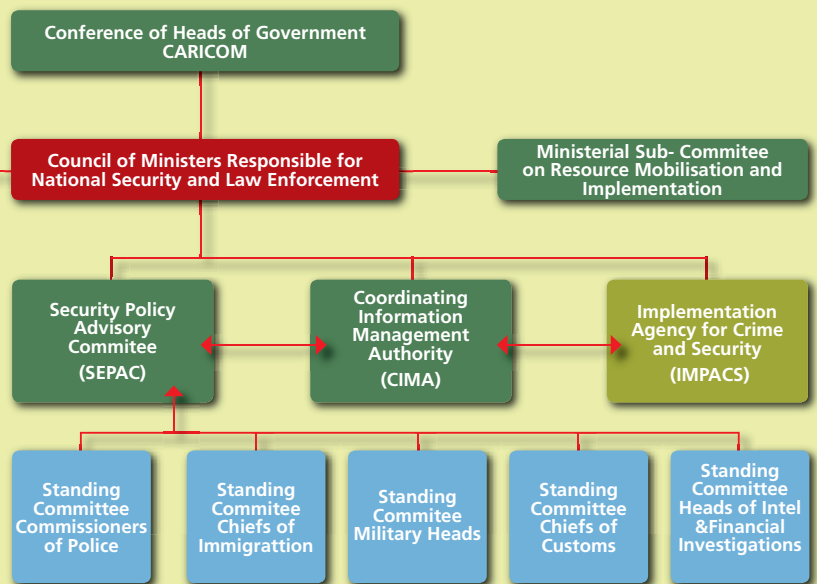 Conference of Heads of Government
CARICOM
Council of Ministers Responsible for
National Security and Law Enforcement
Ministerial Sub- Commitee
on Resource Mobilisation and
Implementation
Security Policy
Advisory
Commitee
(SEPAC)
Coordinating
Information
Management
Authority
(CIMA)
Implementation
Agency for Crime
and Security
(IMPACS)
Standing
Committee
Commissioners
of Police
Standing
Commitee
Chiefs of
Immigrattion
Standing
Commitee
Military Heads
Standing
Committee
Chiefs of
Customs
Standing
Committee
Heads of Intel
&Financial
Investigations